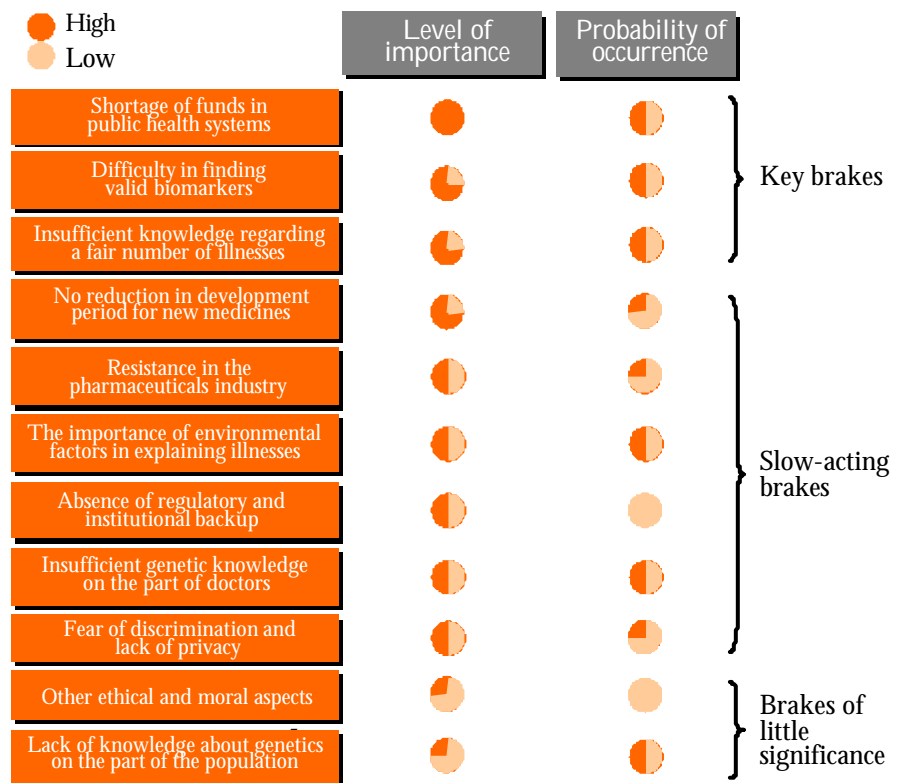 High
Low
Level of
importance
Probability of
occurrence
Shortage of funds in
public health systems
Difficulty in finding
valid biomarkers
Insufficient knowledge regarding
a fair number of illnesses
Key brakes
No reduction in development
period for new medicines
Resistance in the
pharmaceuticals industry
The importance of environmental
factors in explaining illnesses
Absence of regulatory and
institutional backup
Insufficient genetic knowledge
on the part of doctors
Fear of discrimination and
lack of privacy
Slow-acting
brakes
Other ethical and moral aspects
Lack of knowledge about genetics
on the part of the population
Brakes of
little
significance